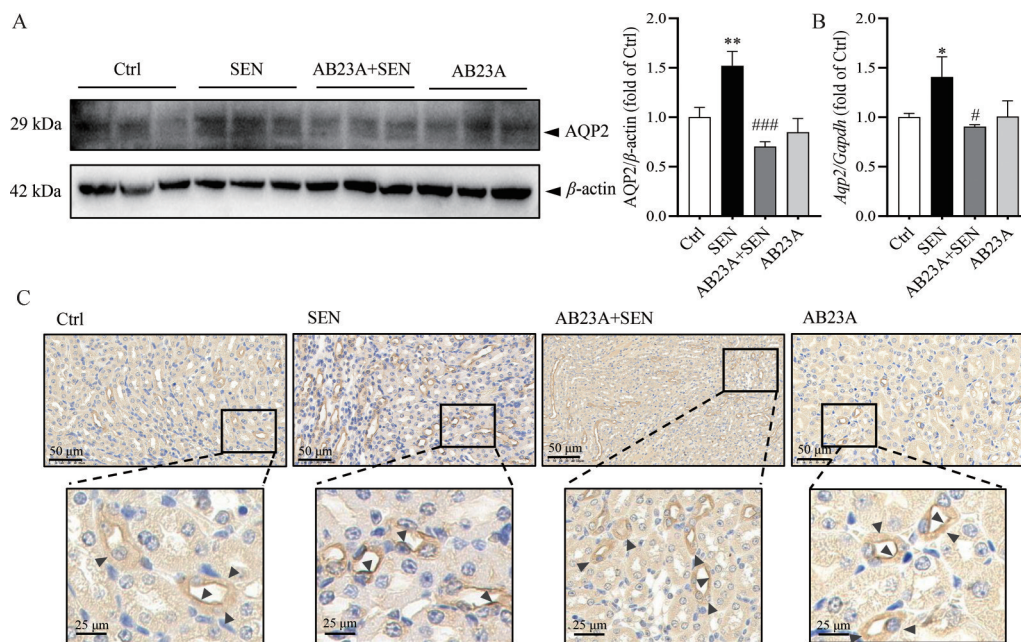 A
Ctrl SEN AB23A+SEN AB23A
29 kDa
AQP2
42 kDa
β-actin
AQP2/β-actin (fold of Ctrl)
2.0
1.5
1.0
0.5
0.0
**
###
Ctrl
SEN
AB23A+SEN
AB23A
B
Aqp2/Gapdh (fold of Ctrl)
2.0
1.5
1.0
0.5
0.0
*
#
Ctrl
SEN
AB23A+SEN
AB23A
C
Ctrl SEN AB23A+SEN AB23A
50 μm 50 μm 50 μm 50 μm
25 μm 25 μm 25 μm 25 μm